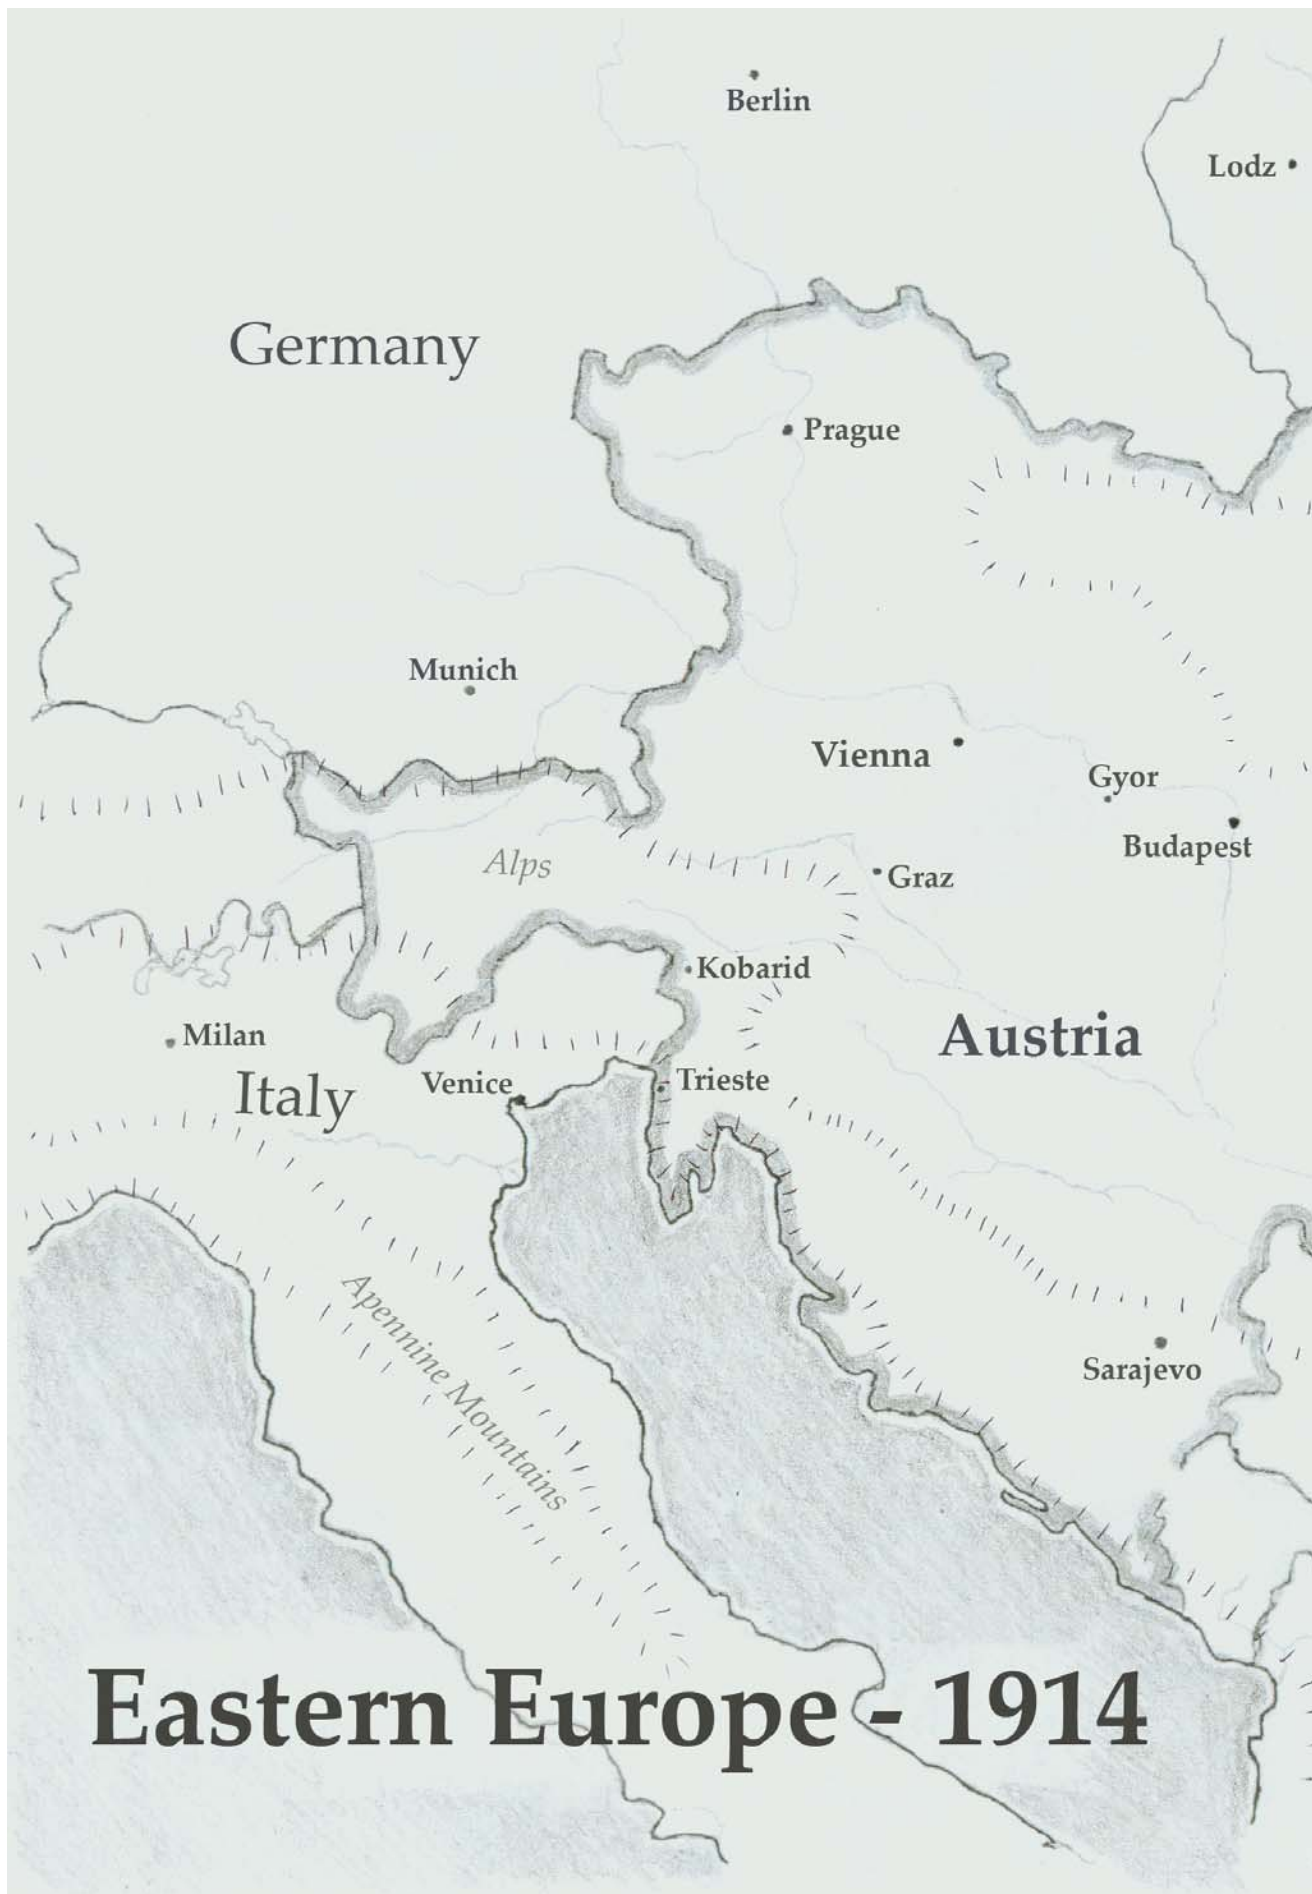 Berlin
Lodz
Germany
Prague
Munich
Vienna
Gyor
Budapest
Alps
Graz
Kobarid
Austria
Milan
Italy
Venice
Trieste
Apennine Mountains
Sarajevo
Eastern Europe - 1914